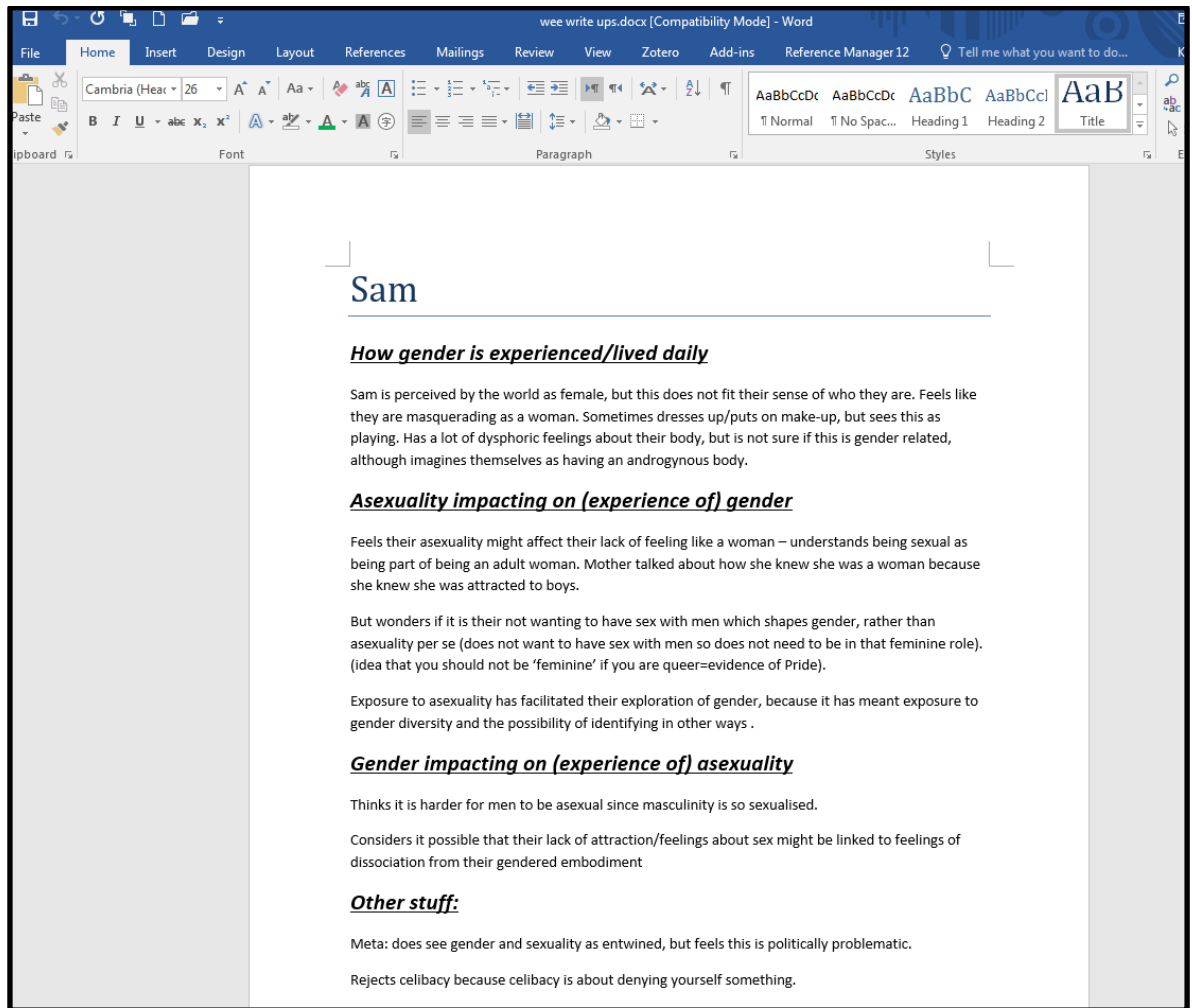 wee write ups.docx [Compatibility Mode] - Word
File Home Insert Design Layout References Mailings Review View Zotero Add-ins Reference Manager 12 Tell me what you want to do...
Cambria (Heac 26
Paste
AaBbCcDc AaBbCcDc AaBbC AaBbCcl AaB
¶ Normal ¶ No Spac... Heading 1 Heading 2 Title
ipboard Font Paragraph Styles
Sam
How gender is experienced/lived daily
Sam is perceived by the world as female, but this does not fit their sense of who they are. Feels like
they are masquerading as a woman. Sometimes dresses up/puts on make-up, but sees this as
playing. Has a lot of dysphoric feelings about their body, but is not sure if this is gender related,
although imagines themselves as having an androgynous body.
Asexuality impacting on (experience of) gender
Feels their asexuality might affect their lack of feeling like a woman – understands being sexual as
being part of being an adult woman. Mother talked about how she knew she was a woman because
she knew she was attracted to boys.
But wonders if it is their not wanting to have sex with men which shapes gender, rather than
asexuality per se (does not want to have sex with men so does not need to be in that feminine role).
(idea that you should not be ‘feminine’ if you are queer=evidence of Pride).
Exposure to asexuality has facilitated their exploration of gender, because it has meant exposure to
gender diversity and the possibility of identifying in other ways .
Gender impacting on (experience of) asexuality
Thinks it is harder for men to be asexual since masculinity is so sexualised.
Considers it possible that their lack of attraction/feelings about sex might be linked to feelings of
dissociation from their gendered embodiment
Other stuff:
Meta: does see gender and sexuality as entwined, but feels this is politically problematic.
Rejects celibacy because celibacy is about denying yourself something.